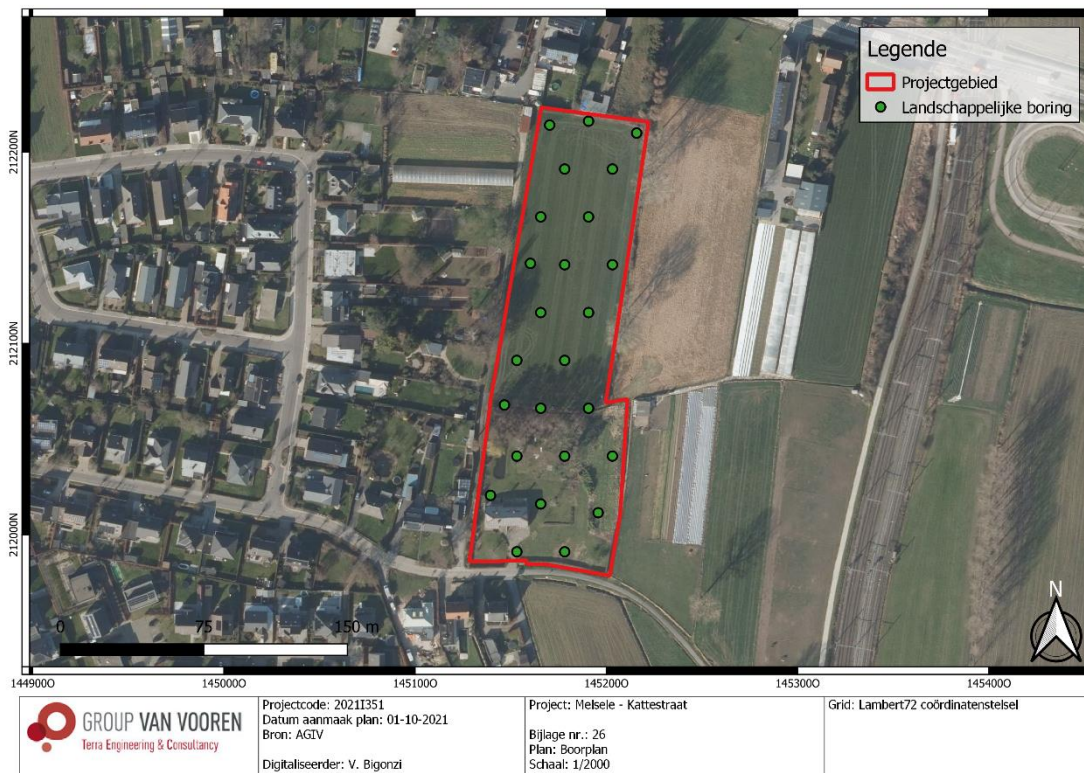 Legende
Projectgebied
Landschappelijke boring
212200N
212100N
212000N
N
0 75 150 m
144900O 145000O 145100O 145200O 145300O 145400O
GROUP VAN VOOREN
Terra Engineering & Consultancy
Projectcode: 2021I351
Datum aanmaak plan: 01-10-2021
Bron: AGIV
Digitaliseerder: V. Bigonzi
Project: Melsele - Kattestraat
Bijlage nr.: 26
Plan: Boorplan
Schaal: 1/2000
Grid: Lambert72 coördinatenstelsel